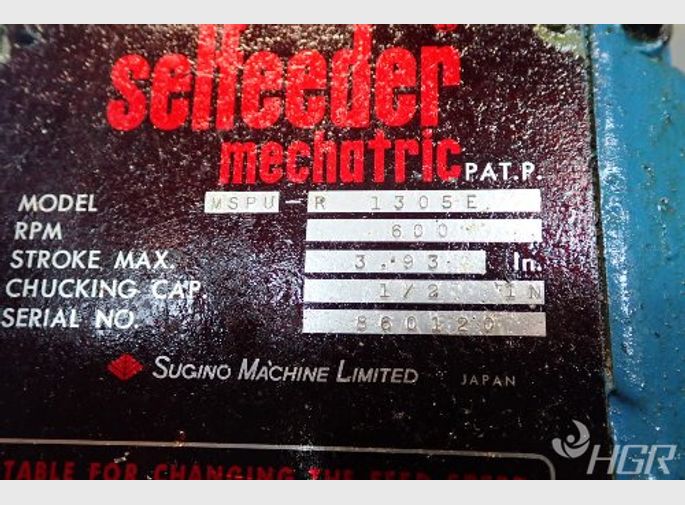 selfeeder
mechatric PAT.P.
MODEL MSPU-R 1305E
RPM 600
STROKE MAX. 3.93 In.
CHUCKING CAP 1/2 IN
SERIAL NO. 860120
SUGINO MACHINE LIMITED JAPAN
TABLE FOR CHANGING THE FEED SPEED
HGR